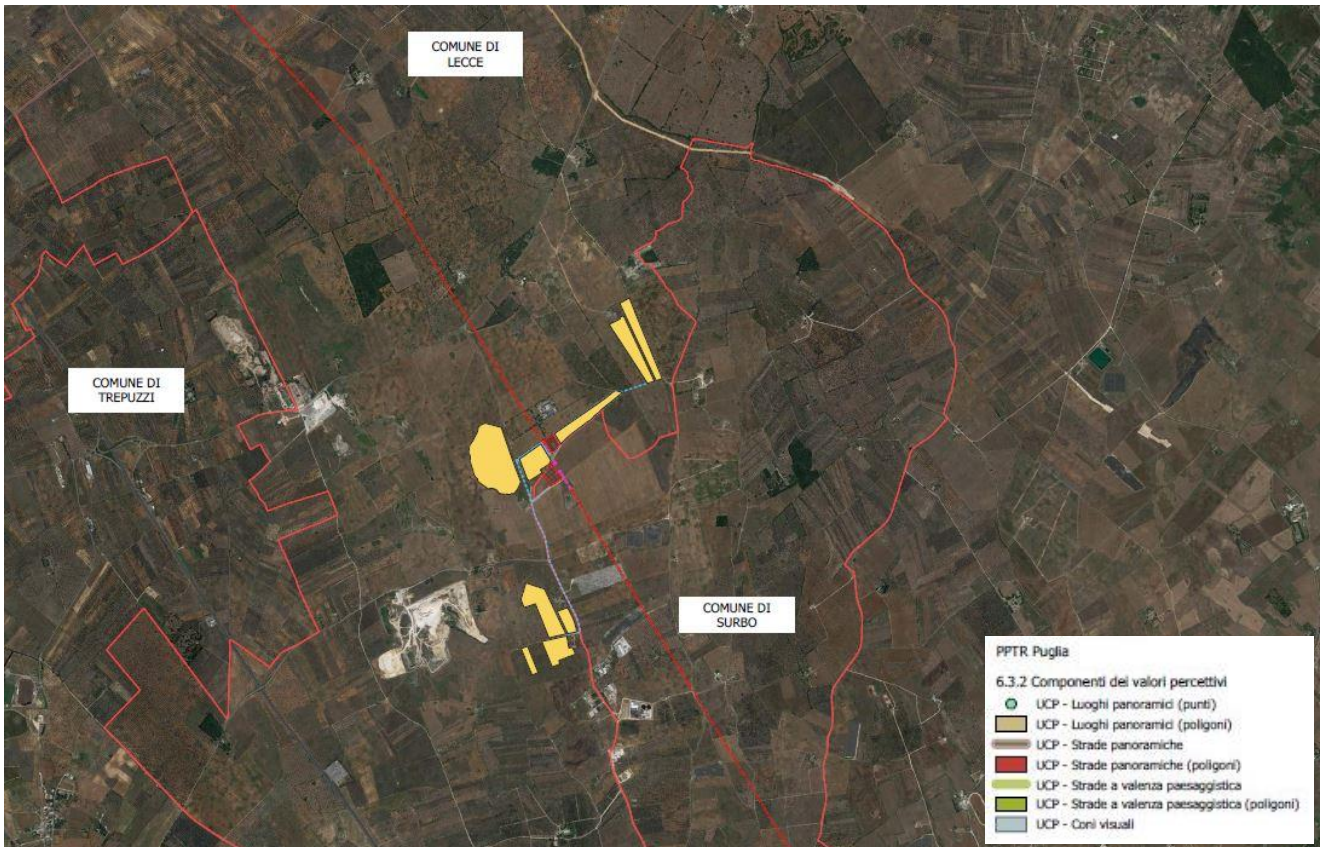 COMUNE DI
LECCE
COMUNE DI
TREPUZZI
COMUNE DI
SURBO
PPTR Puglia
6.3.2 Componenti dei valori percettivi
UCP - Luoghi panoramici (punti)
UCP - Luoghi panoramici (poligoni)
UCP - Strade panoramiche
UCP - Strade panoramiche (poligoni)
UCP - Strade a valenza paesaggistica
UCP - Strade a valenza paesaggistica (poligoni)
UCP - Coni visuali